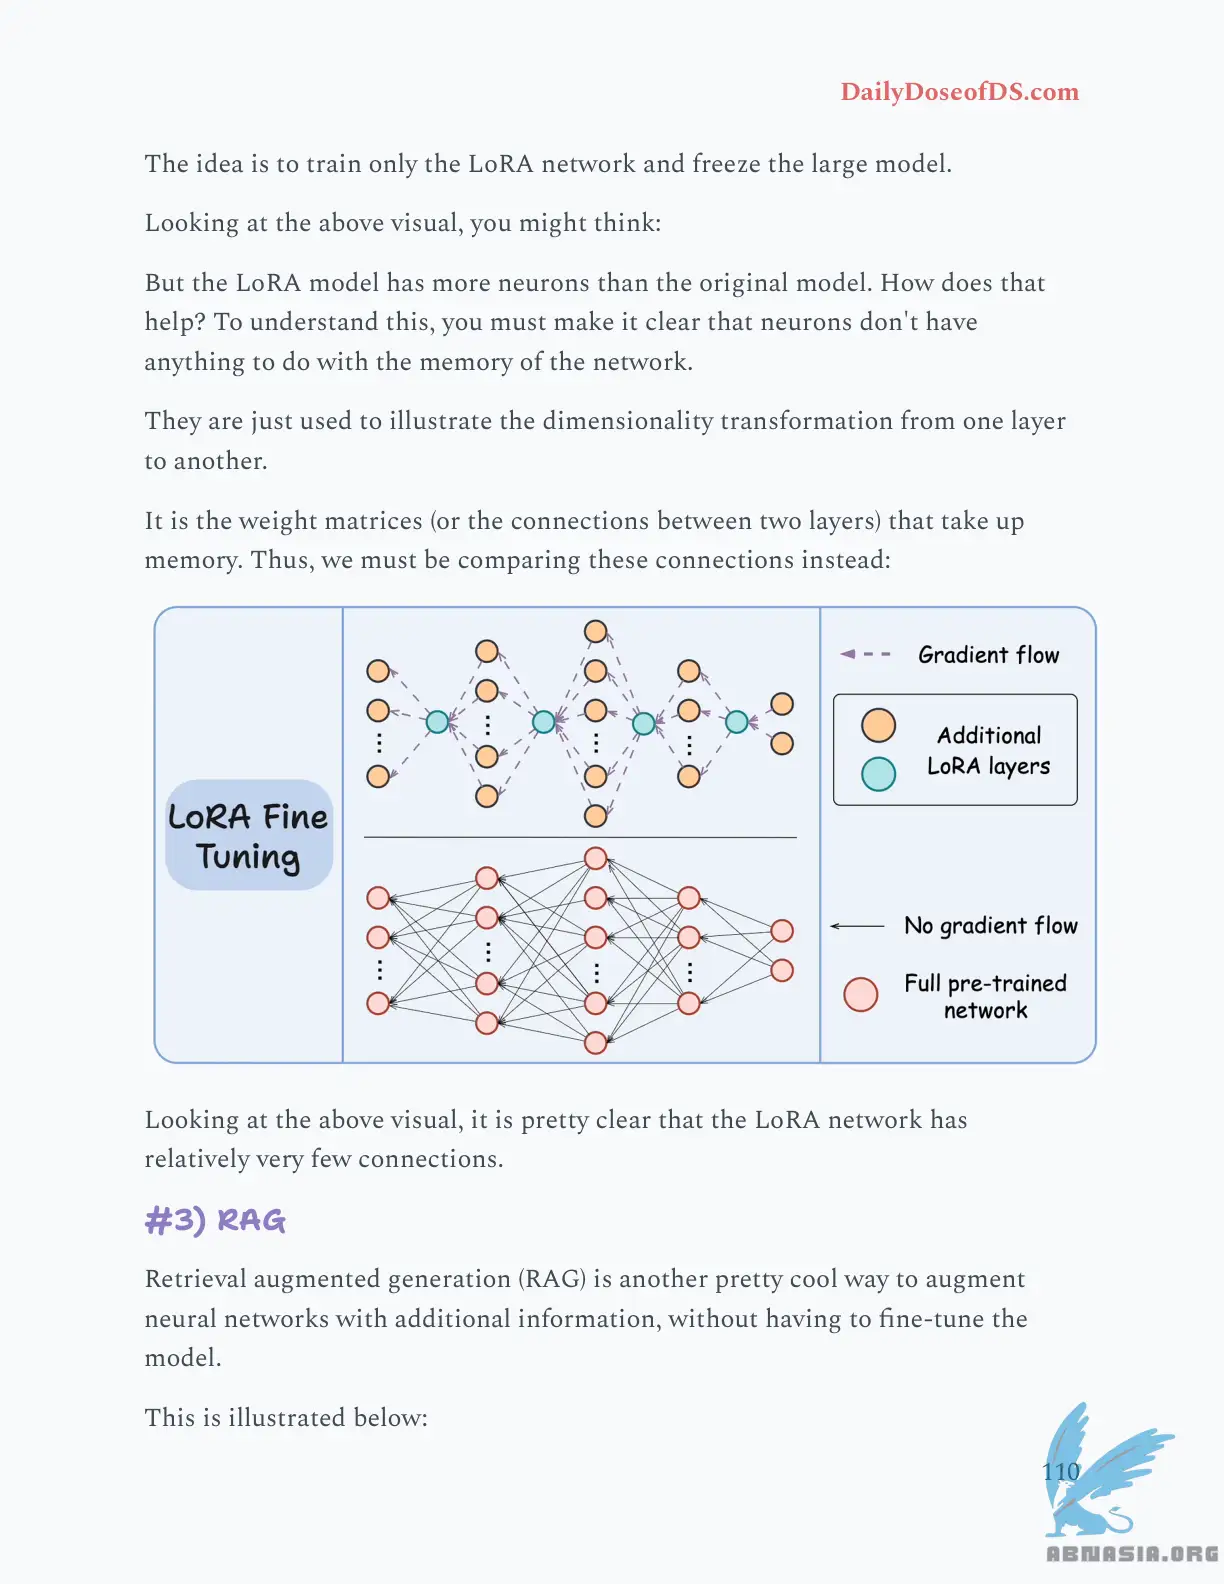 DailyDoseofDS.com
The idea is to train only the LoRA network and freeze the large model.
Looking at the above visual, you might think:
But the LoRA model has more neurons than the original model. How does that
help? To understand this, you must make it clear that neurons don't have
anything to do with the memory of the network.
They are just used to illustrate the dimensionality transformation from one layer
to another.
It is the weight matrices (or the connections between two layers) that take up
memory. Thus, we must be comparing these connections instead:
LoRA Fine
Tuning
Gradient flow
Additional
LoRA layers
No gradient flow
Full pre-trained
network
Looking at the above visual, it is pretty clear that the LoRA network has
relatively very few connections.
#3) RAG
Retrieval augmented generation (RAG) is another pretty cool way to augment
neural networks with additional information, without having to fine-tune the
model.
This is illustrated below:
110
ABNASIA.ORG